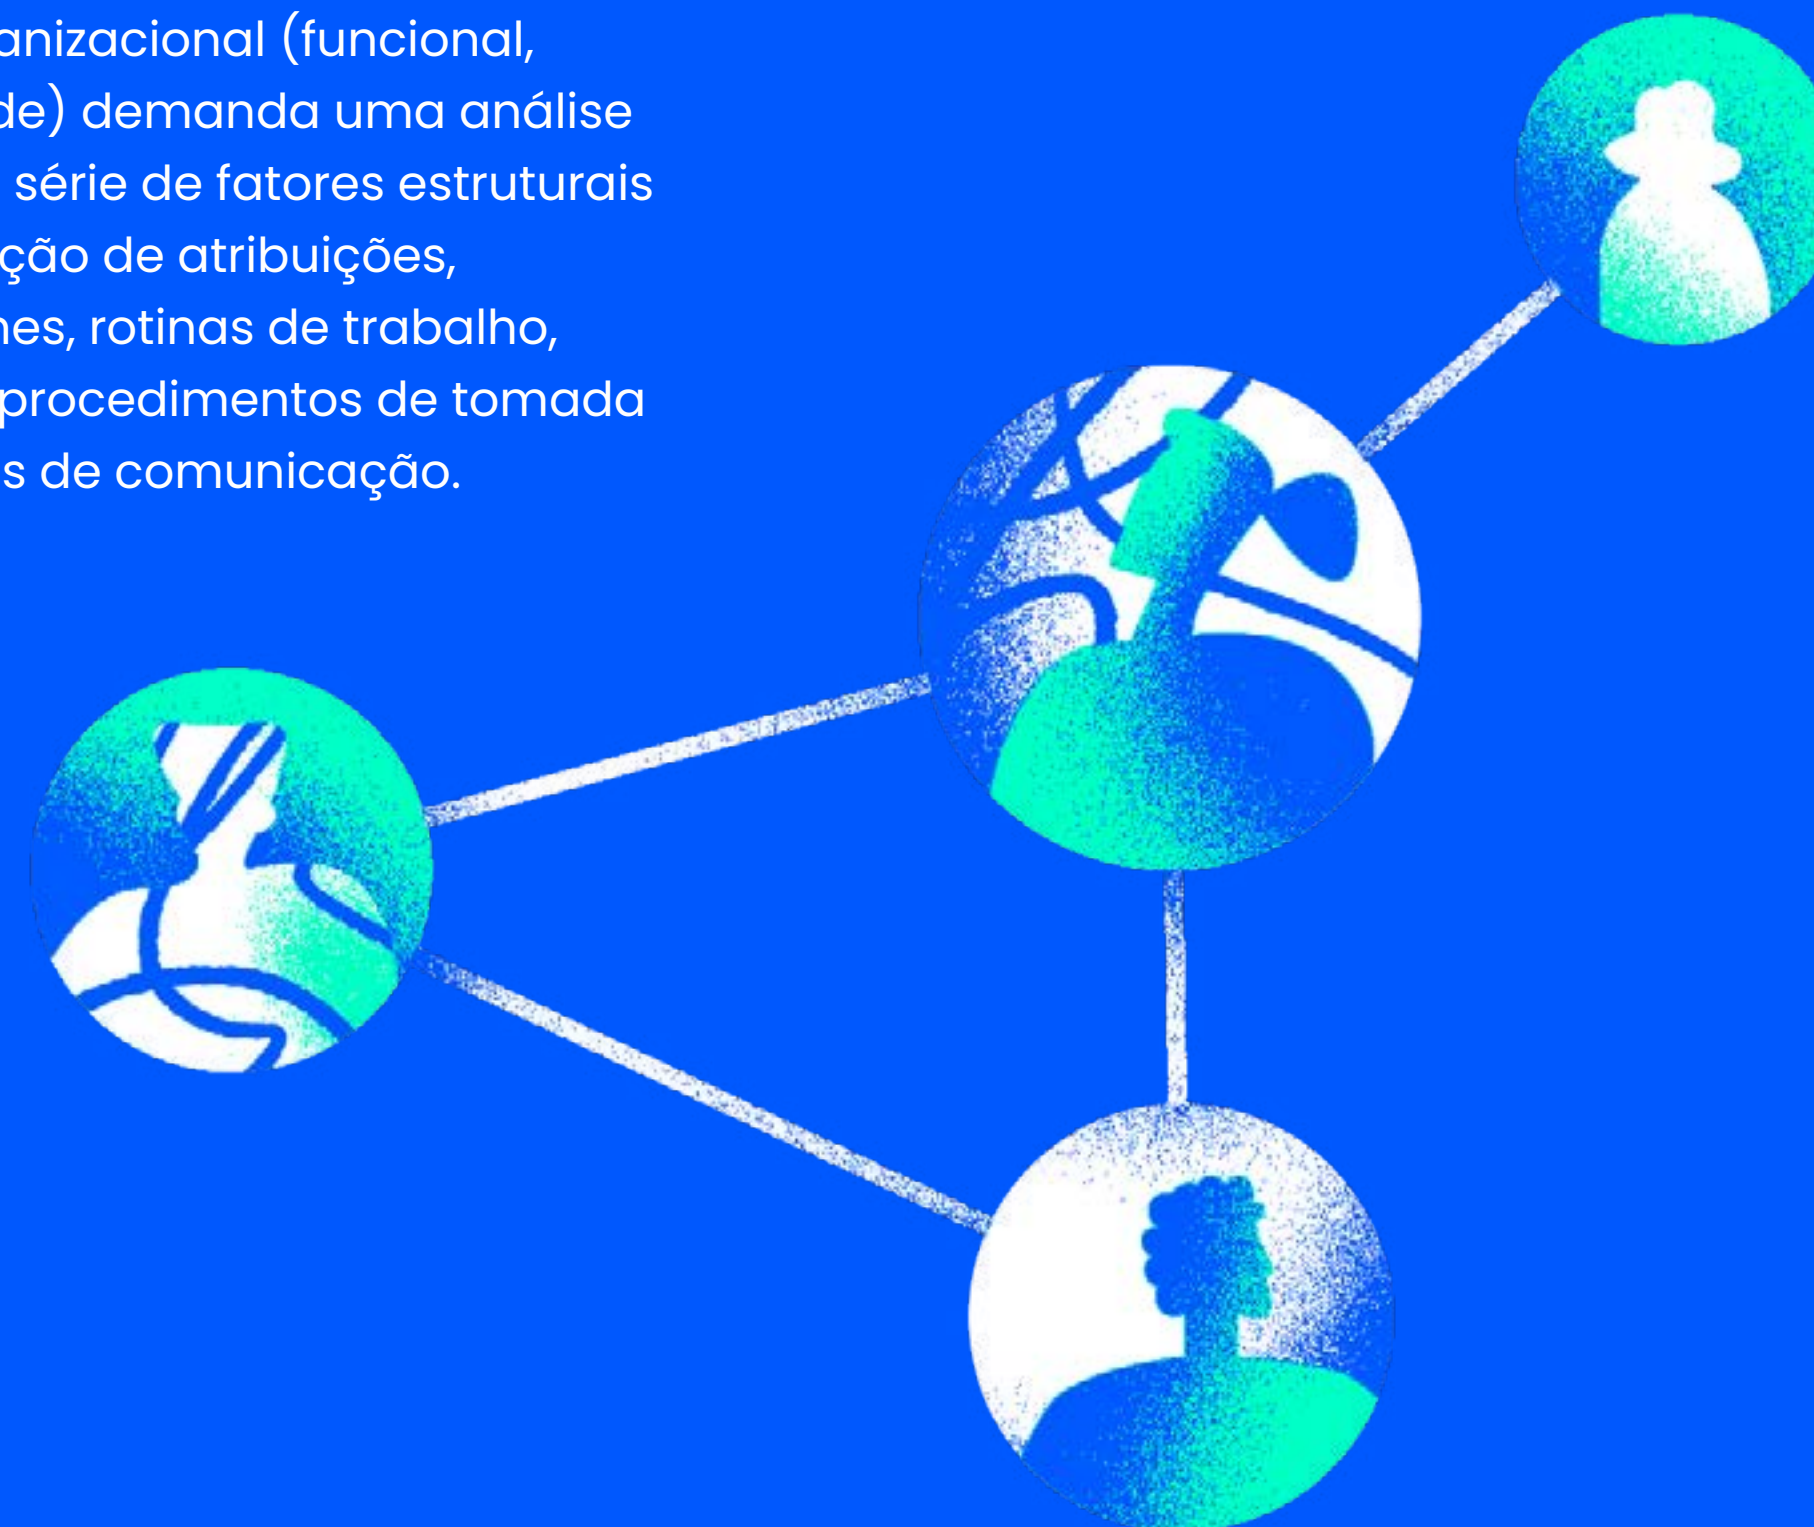 anizacional (funcional,
de) demanda uma análise
série de fatores estruturais
ção de atribuições,
nes, rotinas de trabalho,
procedimentos de tomada
s de comunicação.